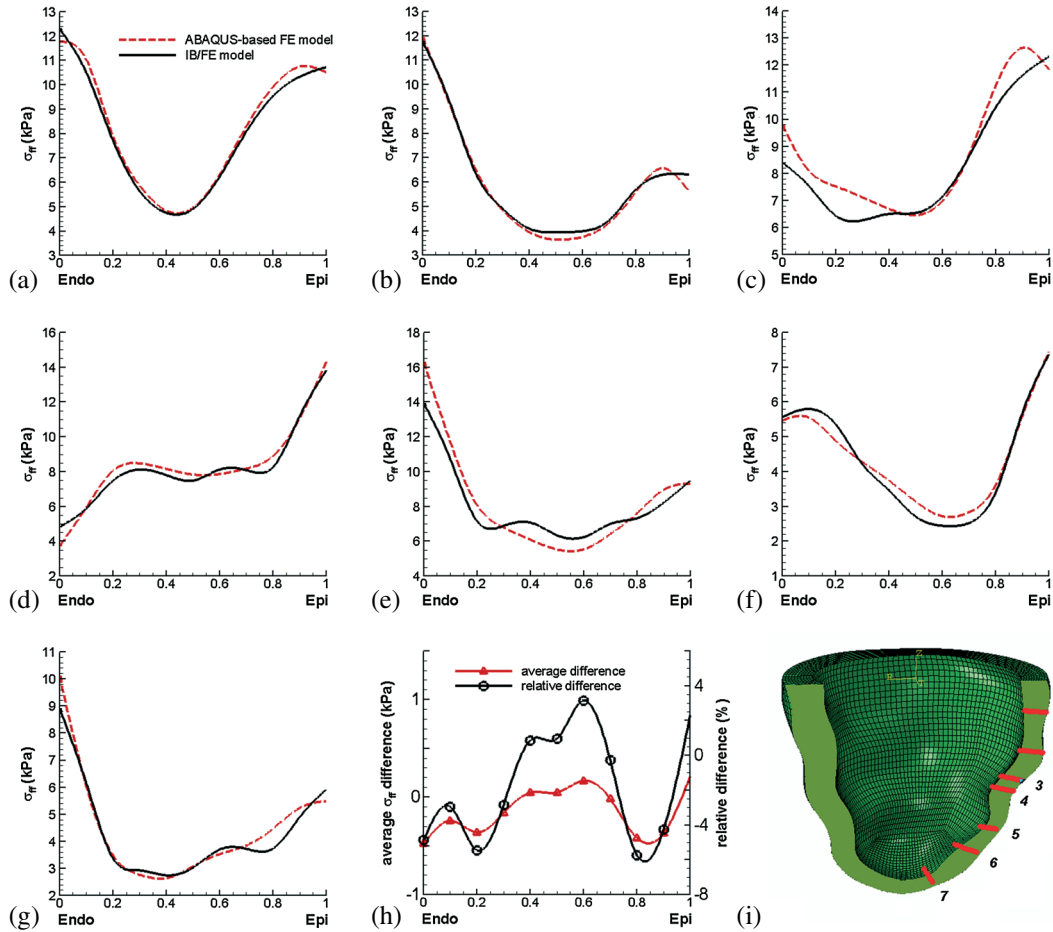 13
12
11
10
9
8
7
6
5
4
3
σff (kPa)
ABAQUS-based FE model
IB/FE model
0 0.2 0.4 0.6 0.8 1
(a) Endo Epi
13
12
11
10
9
8
7
6
5
4
3
σff (kPa)
0 0.2 0.4 0.6 0.8 1
(b) Endo Epi
14
13
12
11
10
9
8
7
6
5
σff (kPa)
0 0.2 0.4 0.6 0.8 1
(c) Endo Epi
16
14
12
10
8
6
4
2
σff (kPa)
0 0.2 0.4 0.6 0.8 1
(d) Endo Epi
18
16
14
12
10
8
6
4
σff (kPa)
0 0.2 0.4 0.6 0.8 1
(e) Endo Epi
8
7
6
5
4
3
2
1
σff (kPa)
0 0.2 0.4 0.6 0.8 1
(f) Endo Epi
11
10
9
8
7
6
5
4
3
2
σff (kPa)
0 0.2 0.4 0.6 0.8 1
(g) Endo Epi
average difference
relative difference
1
0
-1
average σff difference (kPa)
4
0
-4
-8
relative difference (%)
0 0.2 0.4 0.6 0.8 1
(h) Endo Epi
3
4
5
6
7
(i)